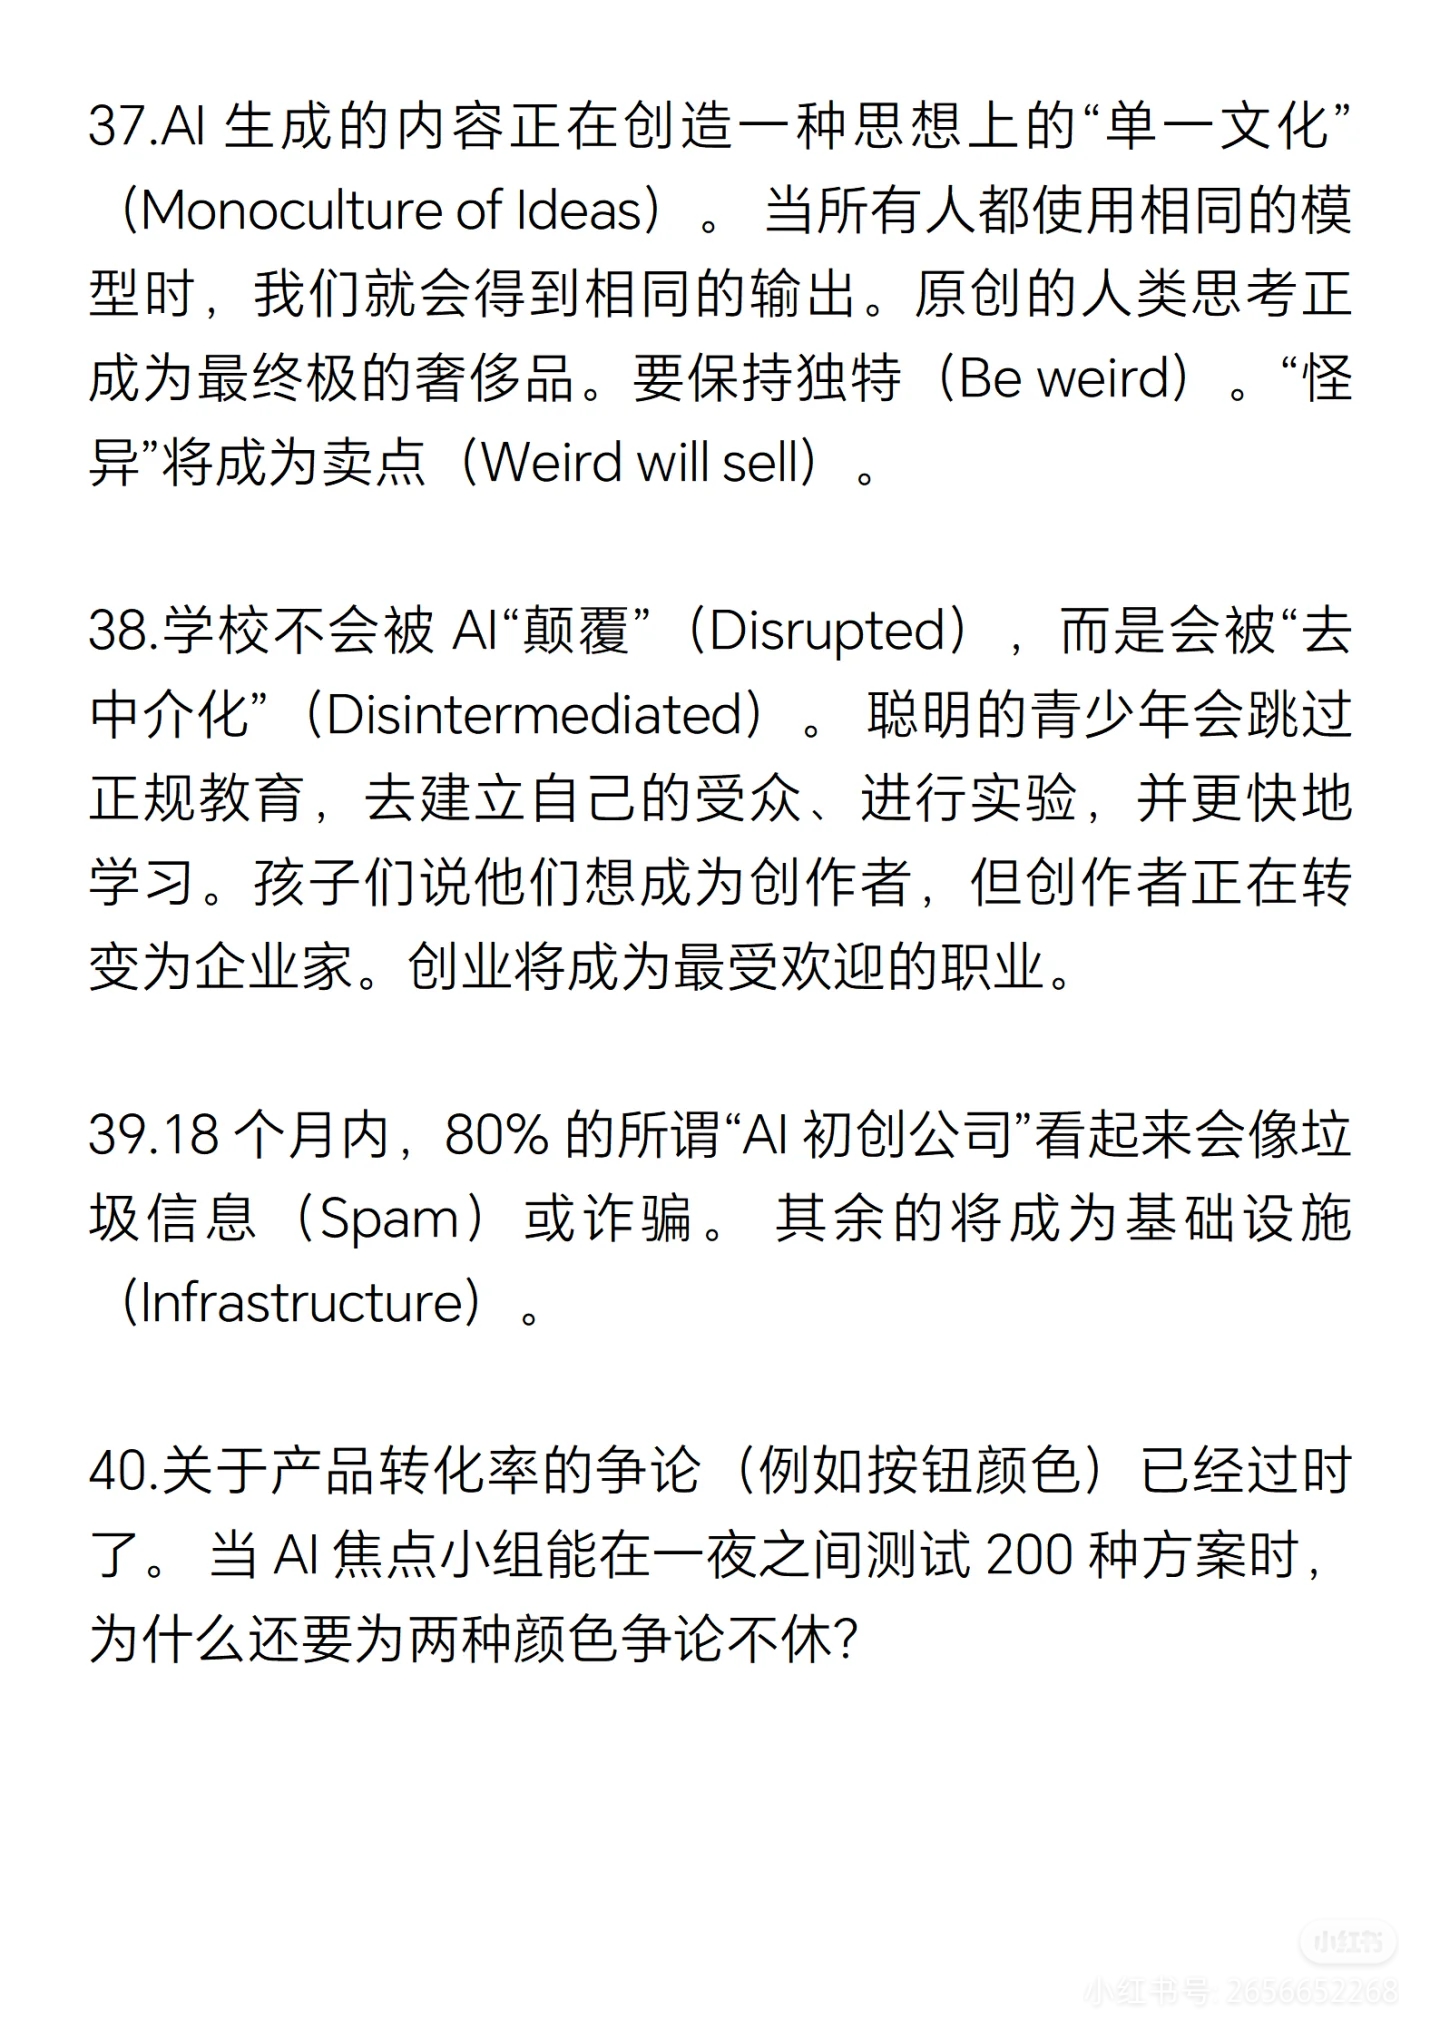 37.AI 生成的内容正在创造一种思想上的“单一文化”
（Monoculture of Ideas）。 当所有人都使用相同的模
型时，我们就会得到相同的输出。原创的人类思考正
成为最终极的奢侈品。要保持独特（Be weird）。“怪
异”将成为卖点（Weird will sell）。
38.学校不会被 AI“颠覆”（Disrupted），而是会被“去
中介化”（Disintermediated）。 聪明的青少年会跳过
正规教育，去建立自己的受众、进行实验，并更快地
学习。孩子们说他们想成为创作者，但创作者正在转
变为企业家。创业将成为最受欢迎的职业。
39.18 个月内，80% 的所谓“AI 初创公司”看起来会像垃
圾信息（Spam）或诈骗。 其余的将成为基础设施
（Infrastructure）。
40.关于产品转化率的争论（例如按钮颜色）已经过时
了。 当 AI 焦点小组能在一夜之间测试 200 种方案时，
为什么还要为两种颜色争论不休？
小红书
小红书号: 2656652268